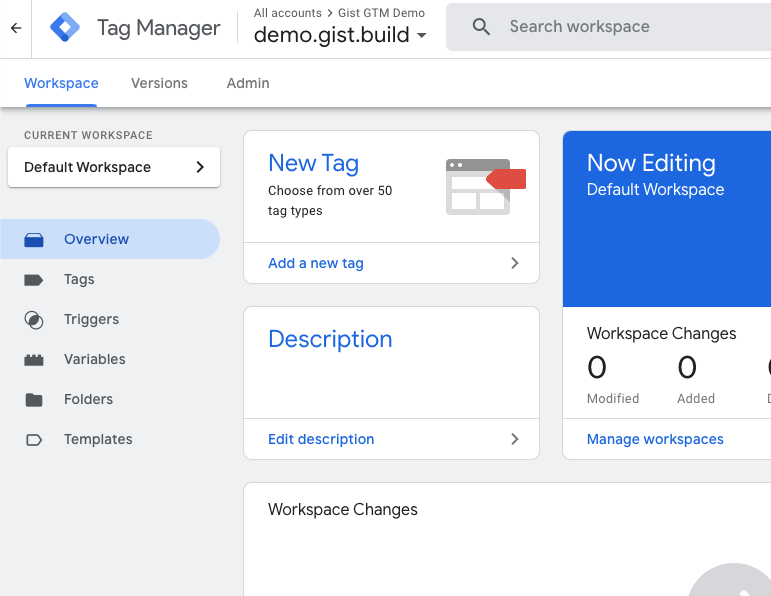 Tag Manager
All accounts > Gist GTM Demo
demo.gist.build
Search workspace
Workspace
Versions
Admin
CURRENT WORKSPACE
Default Workspace
Overview
Tags
Triggers
Variables
Folders
Templates
New Tag
Choose from over 50
tag types
Add a new tag
Description
Edit description
Now Editing
Default Workspace
Workspace Changes
0
0
Modified
Added
Manage workspaces
Workspace Changes